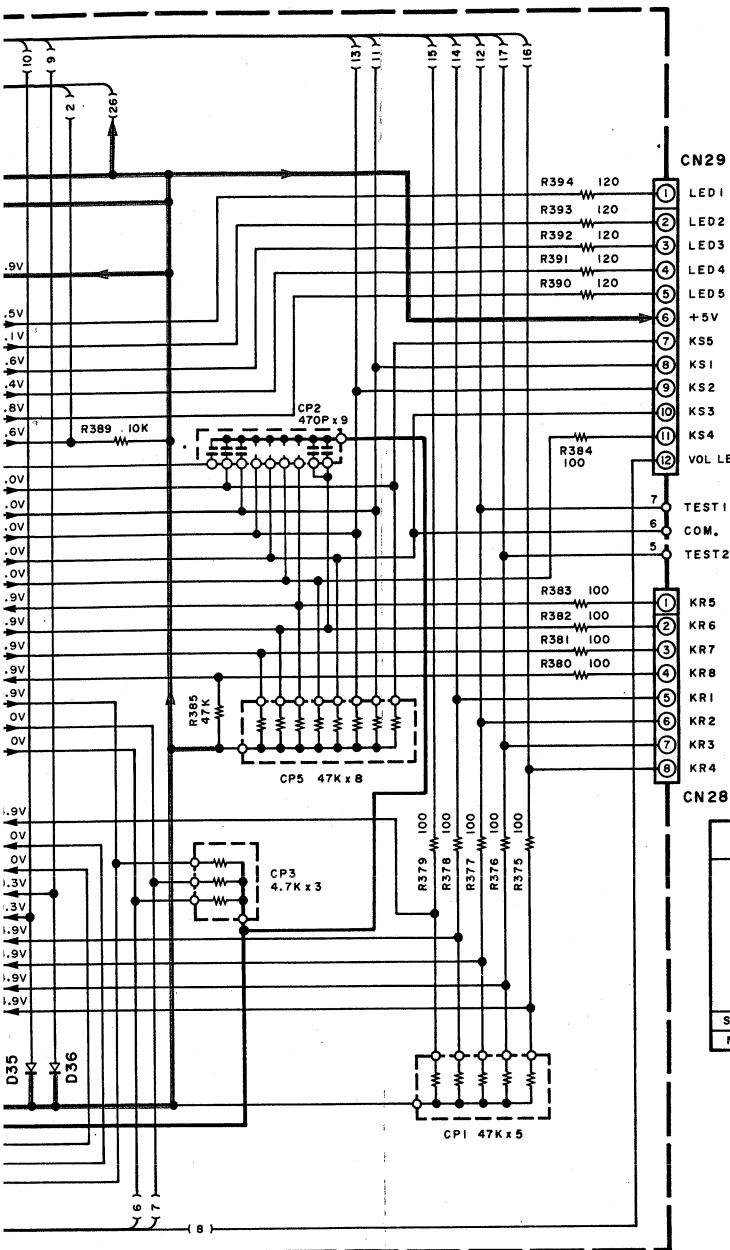 (10) (9) (13) (11) (15) (14) (12) (17) (16)
(2) (26)
CN29
R394 120 1 LED1
R393 120 2 LED2
R392 120 3 LED3
R391 120 4 LED4
.9V
R390 120 5 LED5
6 +5V
.5V
.1V 7 KS5
.6V 8 KS1
.4V 9 KS2
.8V 10 KS3
CP2
470P x 9
.6V R389 10K 11 KS4
R384
100
12 VOL LE
.0V
7 TEST1
.0V
6 COM.
.0V
5 TEST2
.0V
.0V
.9V R383 100 1 KR5
.9V R382 100 2 KR6
.9V R381 100 3 KR7
.9V R380 100 4 KR8
.9V R385 47K 5 KR1
0V 6 KR2
0V 7 KR3
CP5 47K x 8
8 KR4
CN28
.9V
R379 100 R378 100 R377 100 R376 100 R375 100
0V
0V
CP3
4.7K x 3
.3V
.3V
.9V
.9V
.9V
.9V
S
D35 D36
CP1 47K x 5
(6) (7)
(8)